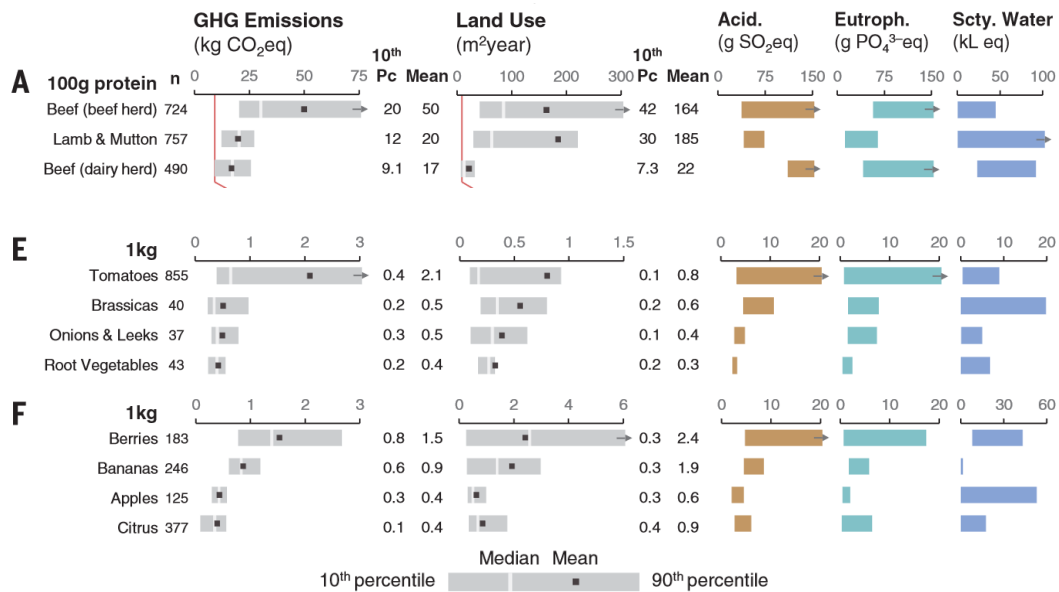 GHG Emissions Land Use Acid. Eutroph. Scty. Water
(kg CO₂eq) 10th Pc Mean (m²year) 10th Pc Mean (g SO₂eq) (g PO₄³⁻eq) (kL eq)
A 100g protein n 0 25 50 75 0 100 200 300 0 75 150 0 75 150 0 50 100
Beef (beef herd) 724 20 50 42 164
Lamb & Mutton 757 12 20 30 185
Beef (dairy herd) 490 9.1 17 7.3 22
E 1kg 0 1 2 3 0 0.5 1 1.5 0 10 20 0 10 20 0 10 20
Tomatoes 855 0.4 2.1 0.1 0.8
Brassicas 40 0.2 0.5 0.2 0.6
Onions & Leeks 37 0.3 0.5 0.1 0.4
Root Vegetables 43 0.2 0.4 0.2 0.3
F 1kg 0 1 2 3 0 2 4 6 0 10 20 0 10 20 0 30 60
Berries 183 0.8 1.5 0.3 2.4
Bananas 246 0.6 0.9 0.3 1.9
Apples 125 0.3 0.4 0.3 0.6
Citrus 377 0.1 0.4 0.4 0.9
Median Mean
10th percentile 90th percentile